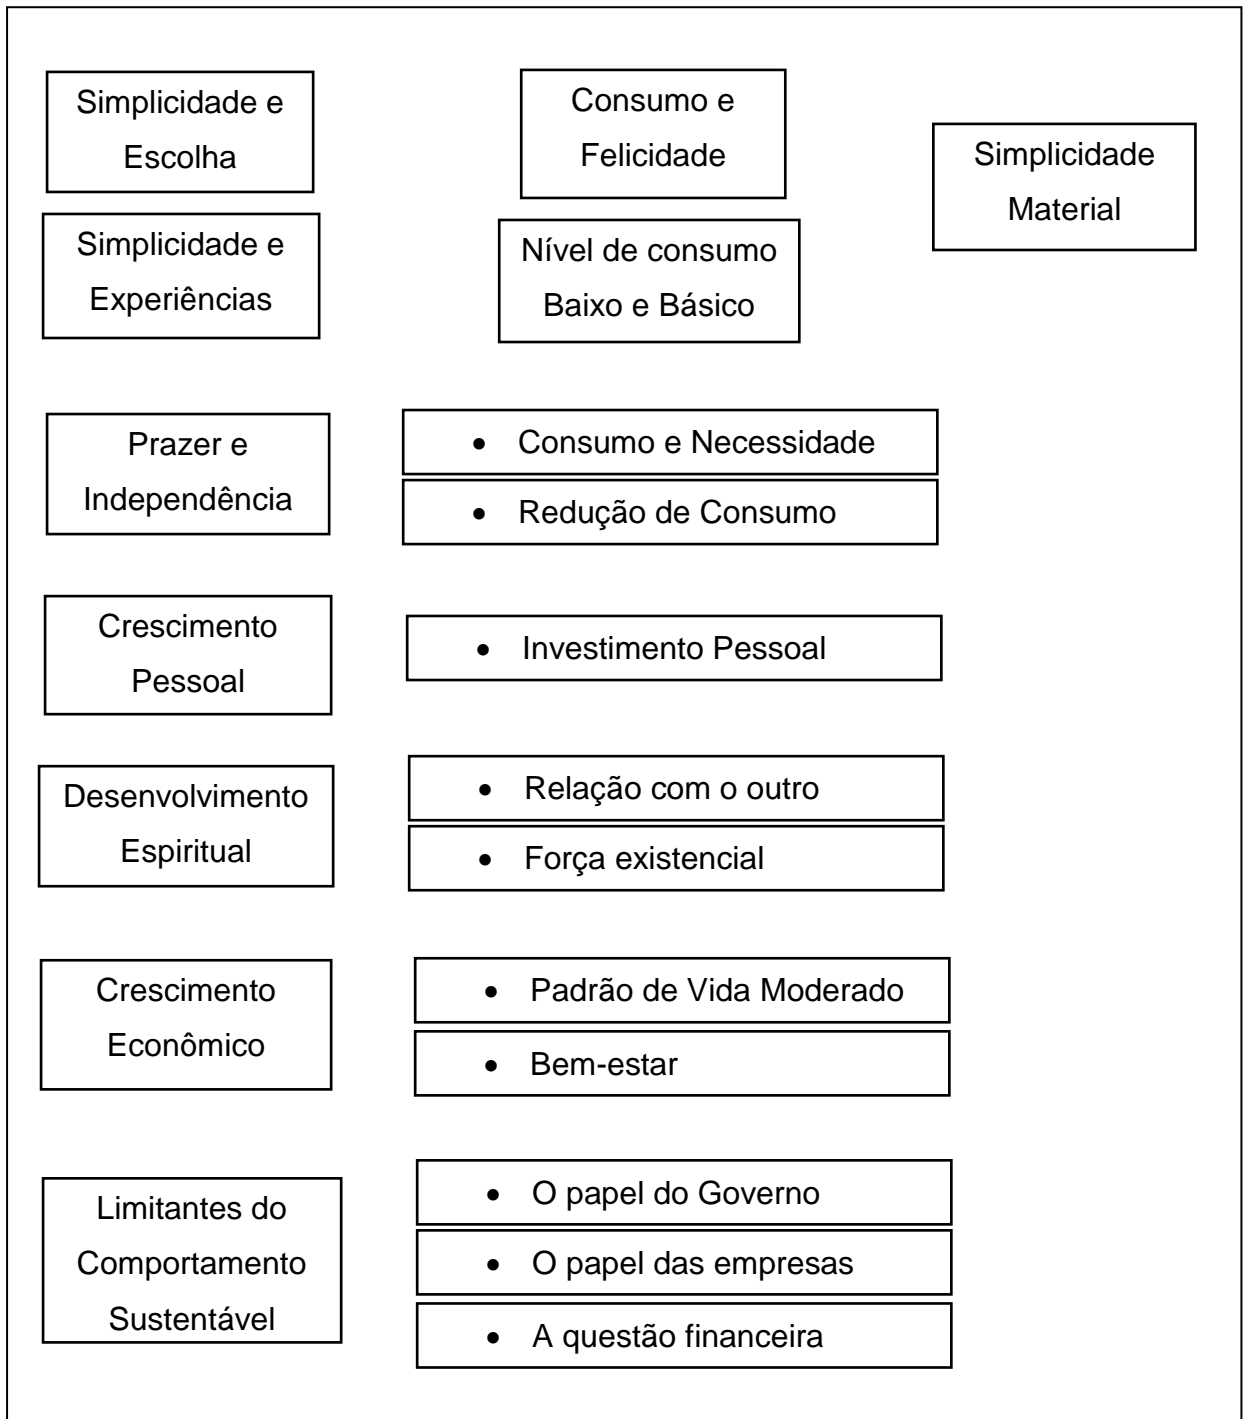 Simplicidade e
Escolha
Consumo e
Felicidade
Simplicidade
Material
Simplicidade e
Experiências
Nível de consumo
Baixo e Básico
Prazer e
Independência
• Consumo e Necessidade
• Redução de Consumo
Crescimento
Pessoal
• Investimento Pessoal
Desenvolvimento
Espiritual
• Relação com o outro
• Força existencial
Crescimento
Econômico
• Padrão de Vida Moderado
• Bem-estar
Limitantes do
Comportamento
Sustentável
• O papel do Governo
• O papel das empresas
• A questão financeira